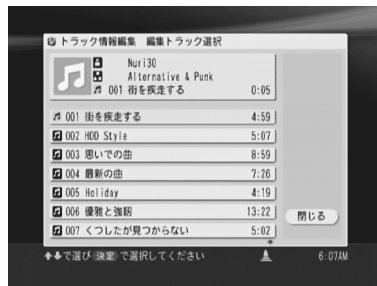 トラック情報編集 編集トラック選択
Nuri30
Alternative & Punk
001 街を疾走する 0:05
001 街を疾走する 4:59
002 HDD Style 5:07
003 思いでの曲 8:59
004 最新の曲 7:26
005 Holiday 4:19
006 優雅と強靭 13:22
007 くつしたが見つからない 5:02
閉じる
で選び 決定 で選択してください 6:07AM